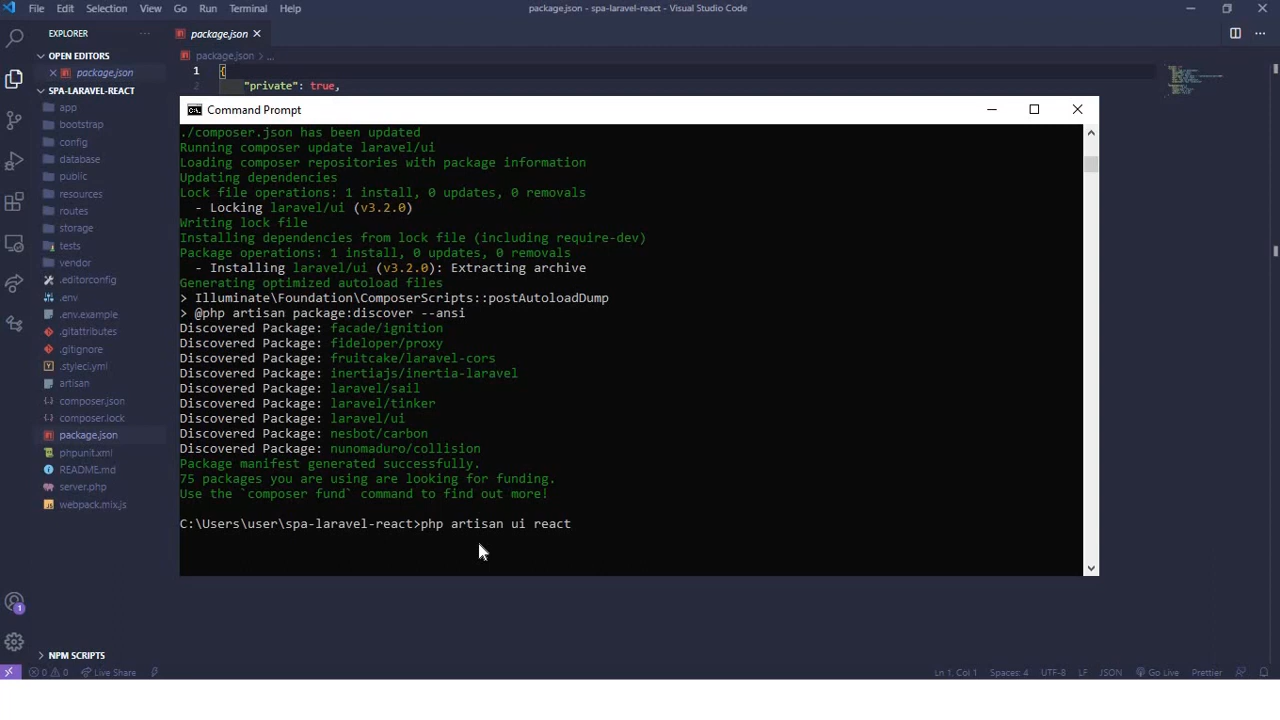 File Edit Selection View Go Run Terminal Help
package.json - spa-laravel-react - Visual Studio Code
EXPLORER
package.json
OPEN EDITORS
package.json
SPA-LARAVEL-REACT
app
bootstrap
config
database
public
resources
routes
storage
tests
vendor
.editorconfig
.env
.env.example
.gitattributes
.gitignore
.styleci.yml
artisan
composer.json
composer.lock
package.json
phpunit.xml
README.md
server.php
webpack.mix.js
NPM SCRIPTS
package.json > ...
1 {
2 "private": true,
Command Prompt
./composer.json has been updated
Running composer update laravel/ui
Loading composer repositories with package information
Updating dependencies
Lock file operations: 1 install, 0 updates, 0 removals
- Locking laravel/ui (v3.2.0)
Writing lock file
Installing dependencies from lock file (including require-dev)
Package operations: 1 install, 0 updates, 0 removals
- Installing laravel/ui (v3.2.0): Extracting archive
Generating optimized autoload files
> Illuminate\Foundation\ComposerScripts::postAutoloadDump
> @php artisan package:discover --ansi
Discovered Package: facade/ignition
Discovered Package: fideloper/proxy
Discovered Package: fruitcake/laravel-cors
Discovered Package: inertiajs/inertia-laravel
Discovered Package: laravel/sail
Discovered Package: laravel/tinker
Discovered Package: laravel/ui
Discovered Package: nesbot/carbon
Discovered Package: nunomaduro/collision
Package manifest generated successfully.
75 packages you are using are looking for funding.
Use the `composer fund` command to find out more!
C:\Users\user\spa-laravel-react>php artisan ui react
1
0 0 Live Share
Ln 1, Col 1 Spaces: 4 UTF-8 LF JSON Go Live Prettier